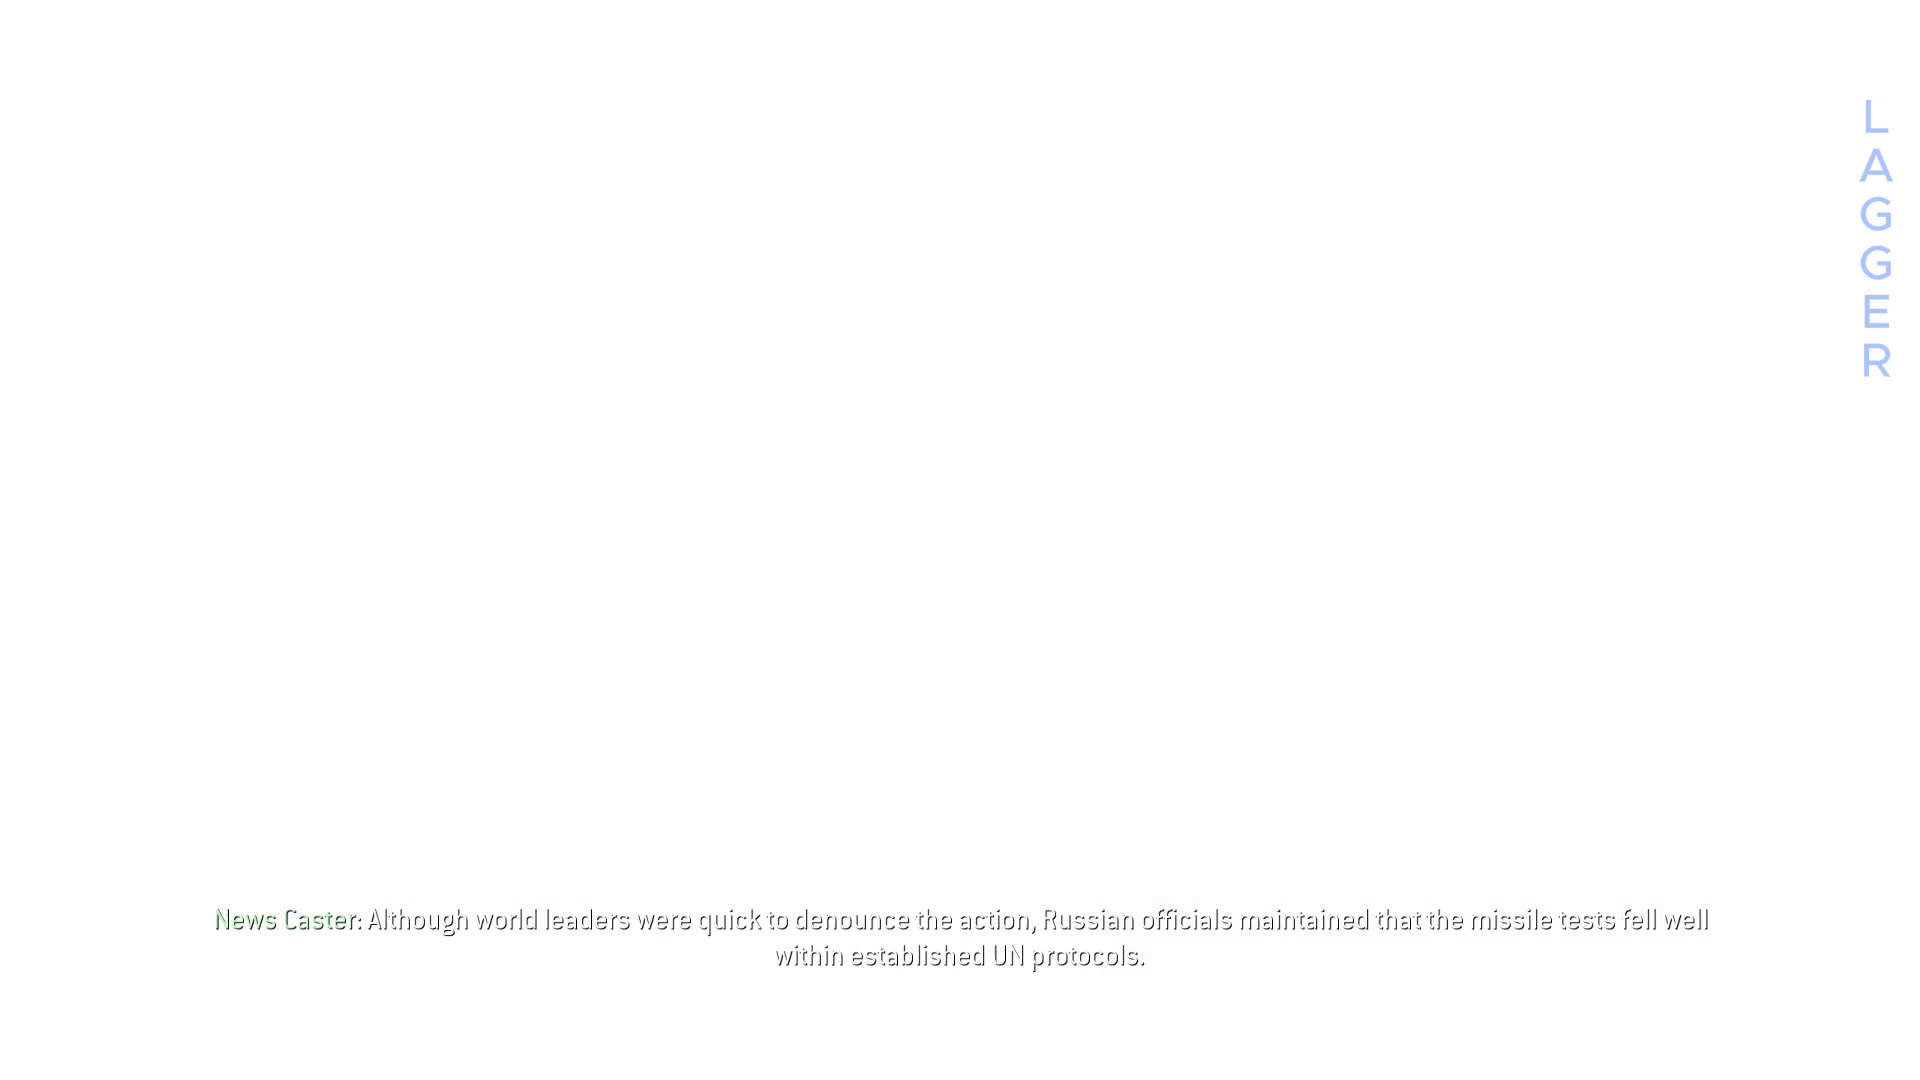 L
A
G
G
E
R
News Caster: Although world leaders were quick to denounce the action, Russian officials maintained that the missile tests fell well
within established UN protocols.